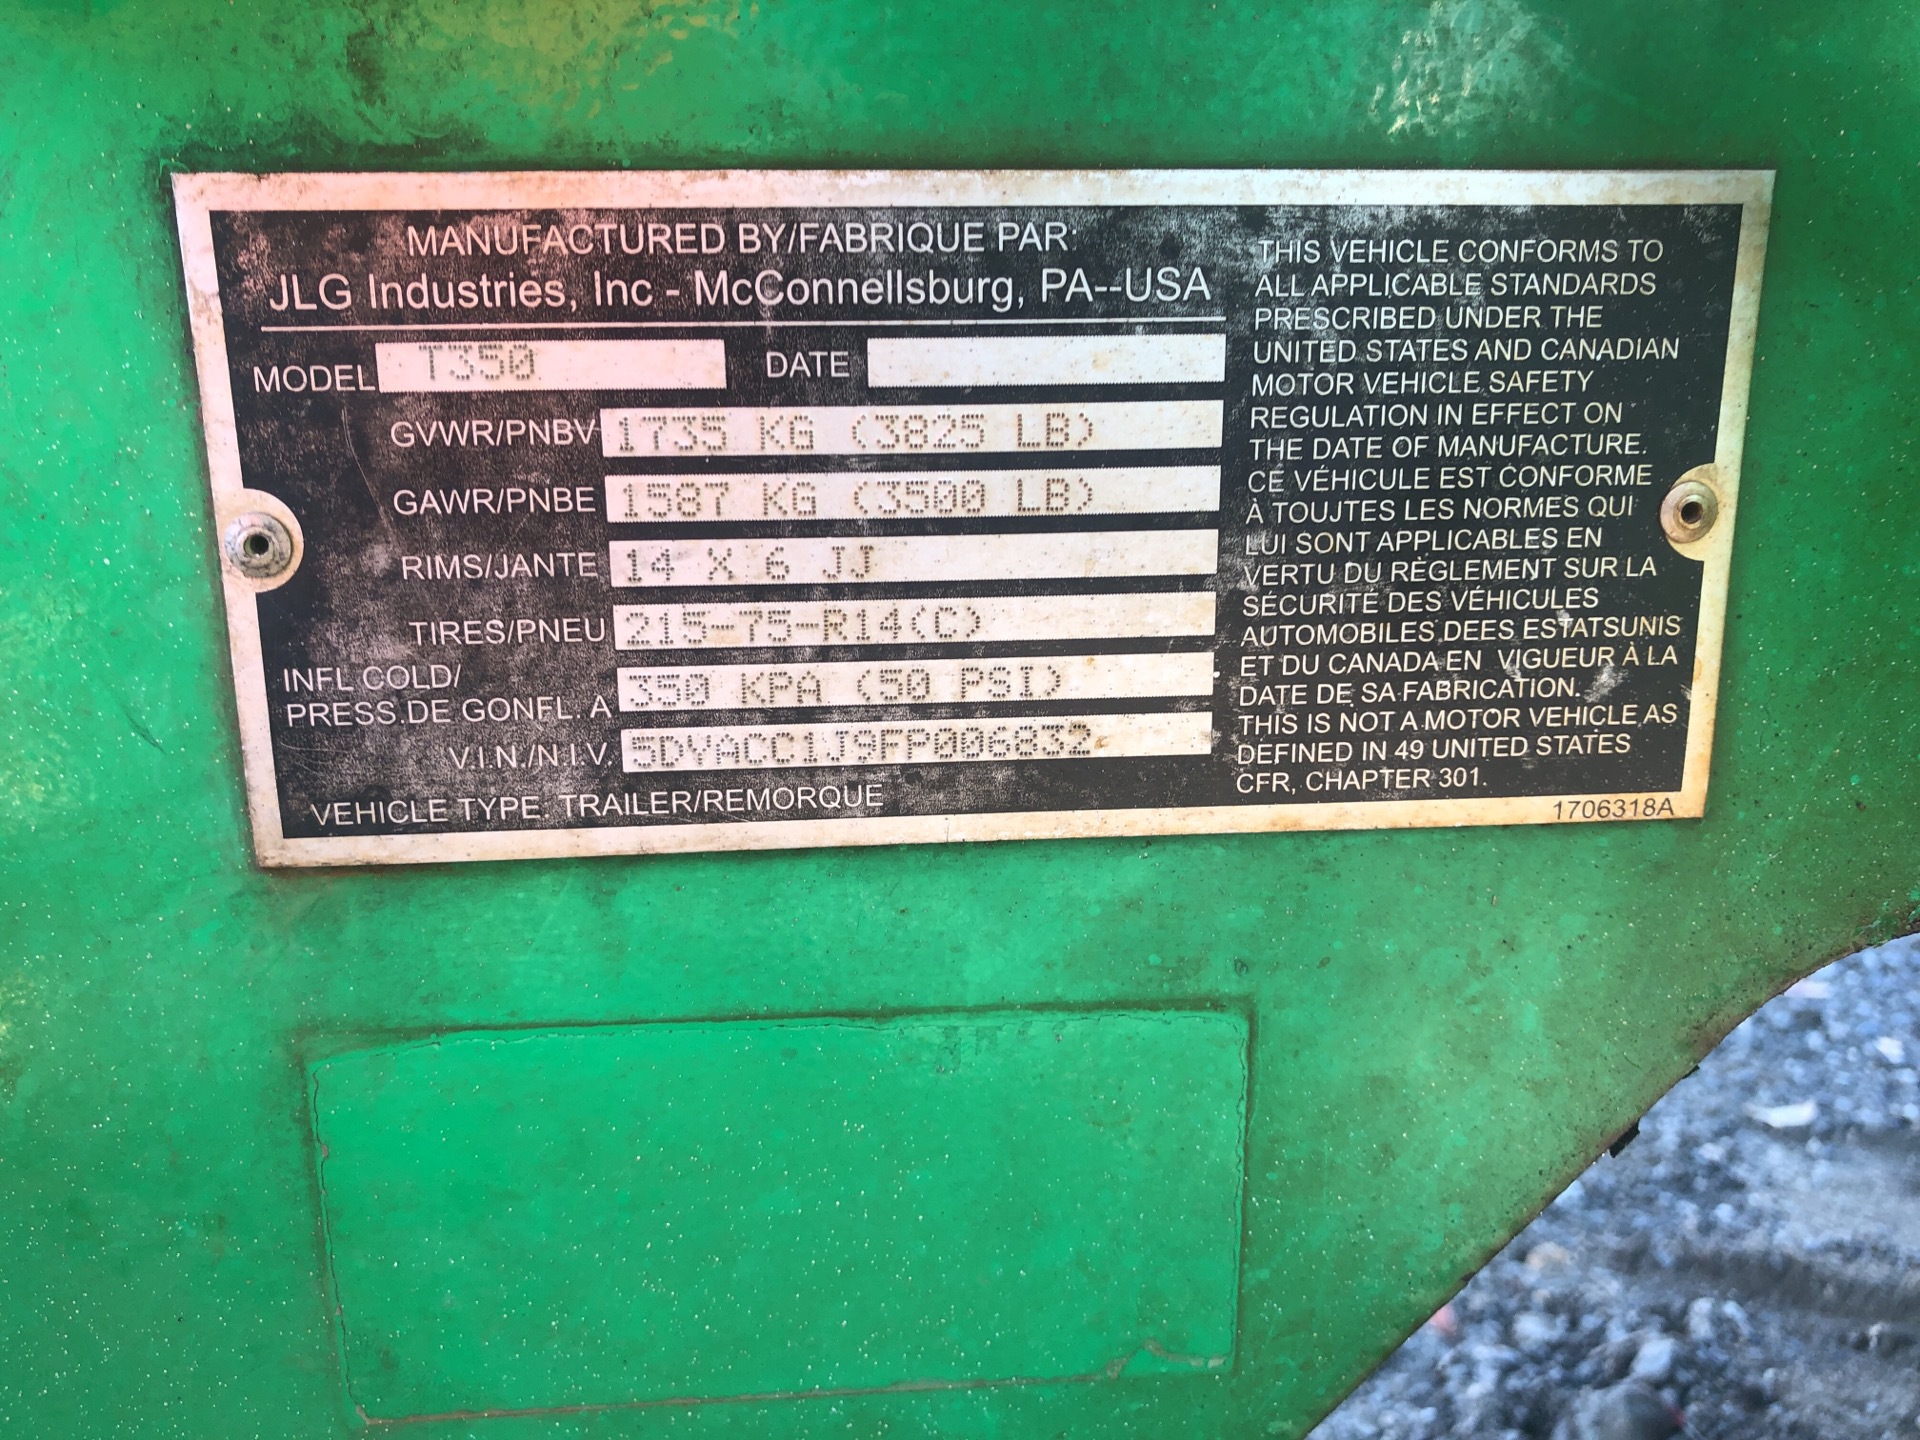 MANUFACTURED BY/FABRIQUE PAR:
JLG Industries, Inc - McConnellsburg, PA--USA
MODEL T350 DATE
GVWR/PNBV 1735 KG (3825 LB)
GAWR/PNBE 1587 KG (3500 LB)
RIMS/JANTE 14 X 6 JJ
TIRES/PNEU 215-75-R14(C)
INFL COLD/
PRESS.DE GONFL. A 350 KPA (50 PSI)
V.I.N./N.I.V. 5DYACC1J9FP006832
VEHICLE TYPE TRAILER/REMORQUE
THIS VEHICLE CONFORMS TO
ALL APPLICABLE STANDARDS
PRESCRIBED UNDER THE
UNITED STATES AND CANADIAN
MOTOR VEHICLE SAFETY
REGULATION IN EFFECT ON
THE DATE OF MANUFACTURE.
CE VÉHICULE EST CONFORME
À TOUJTES LES NORMES QUI
LUI SONT APPLICABLES EN
VERTU DU RÈGLEMENT SUR LA
SÉCURITÉ DES VÉHICULES
AUTOMOBILES DEES ESTATSUNIS
ET DU CANADA EN VIGUEUR À LA
DATE DE SA FABRICATION.
THIS IS NOT A MOTOR VEHICLE AS
DEFINED IN 49 UNITED STATES
CFR, CHAPTER 301.
1706318A